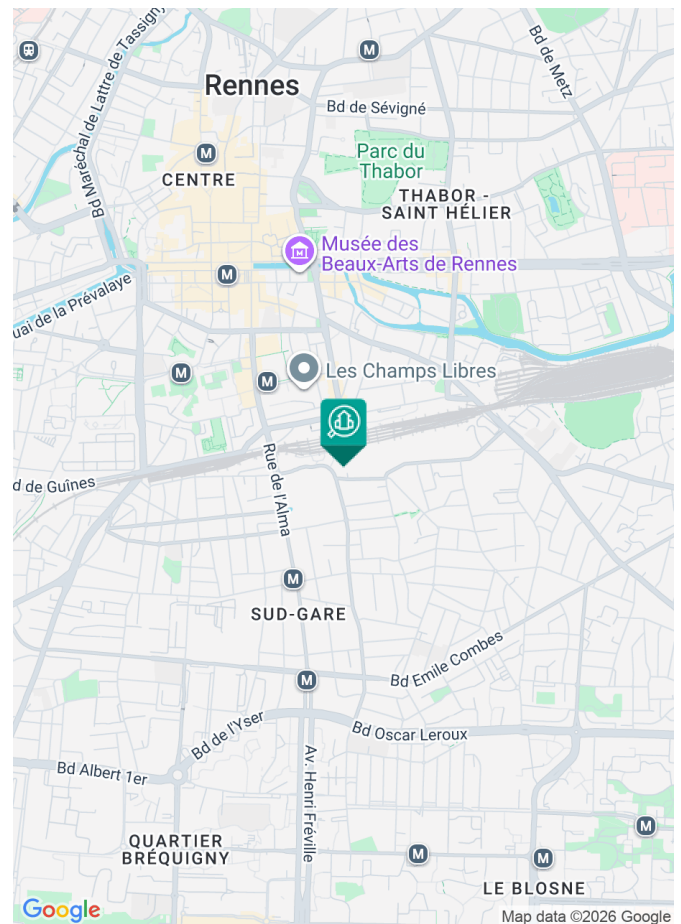 Bd Maréchal de Lattre de Tassigny
M
Bd de Metz
Rennes
Bd de Sévigné
M
CENTRE
Parc du
Thabor
THABOR -
SAINT HÉLIER
Musée des
Beaux-Arts de Rennes
M
uai de la Prévalaye
M
M
Les Champs Libres
d de Guînes
Rue de l'Alma
M
SUD-GARE
M
Bd Emile Combes
Bd de l'Yser
Bd Oscar Leroux
Bd Albert 1er
Av. Henri Fréville
M
QUARTIER
BRÉQUIGNY
M
M
LE BLOSNE
Google
Map data ©2026 Google